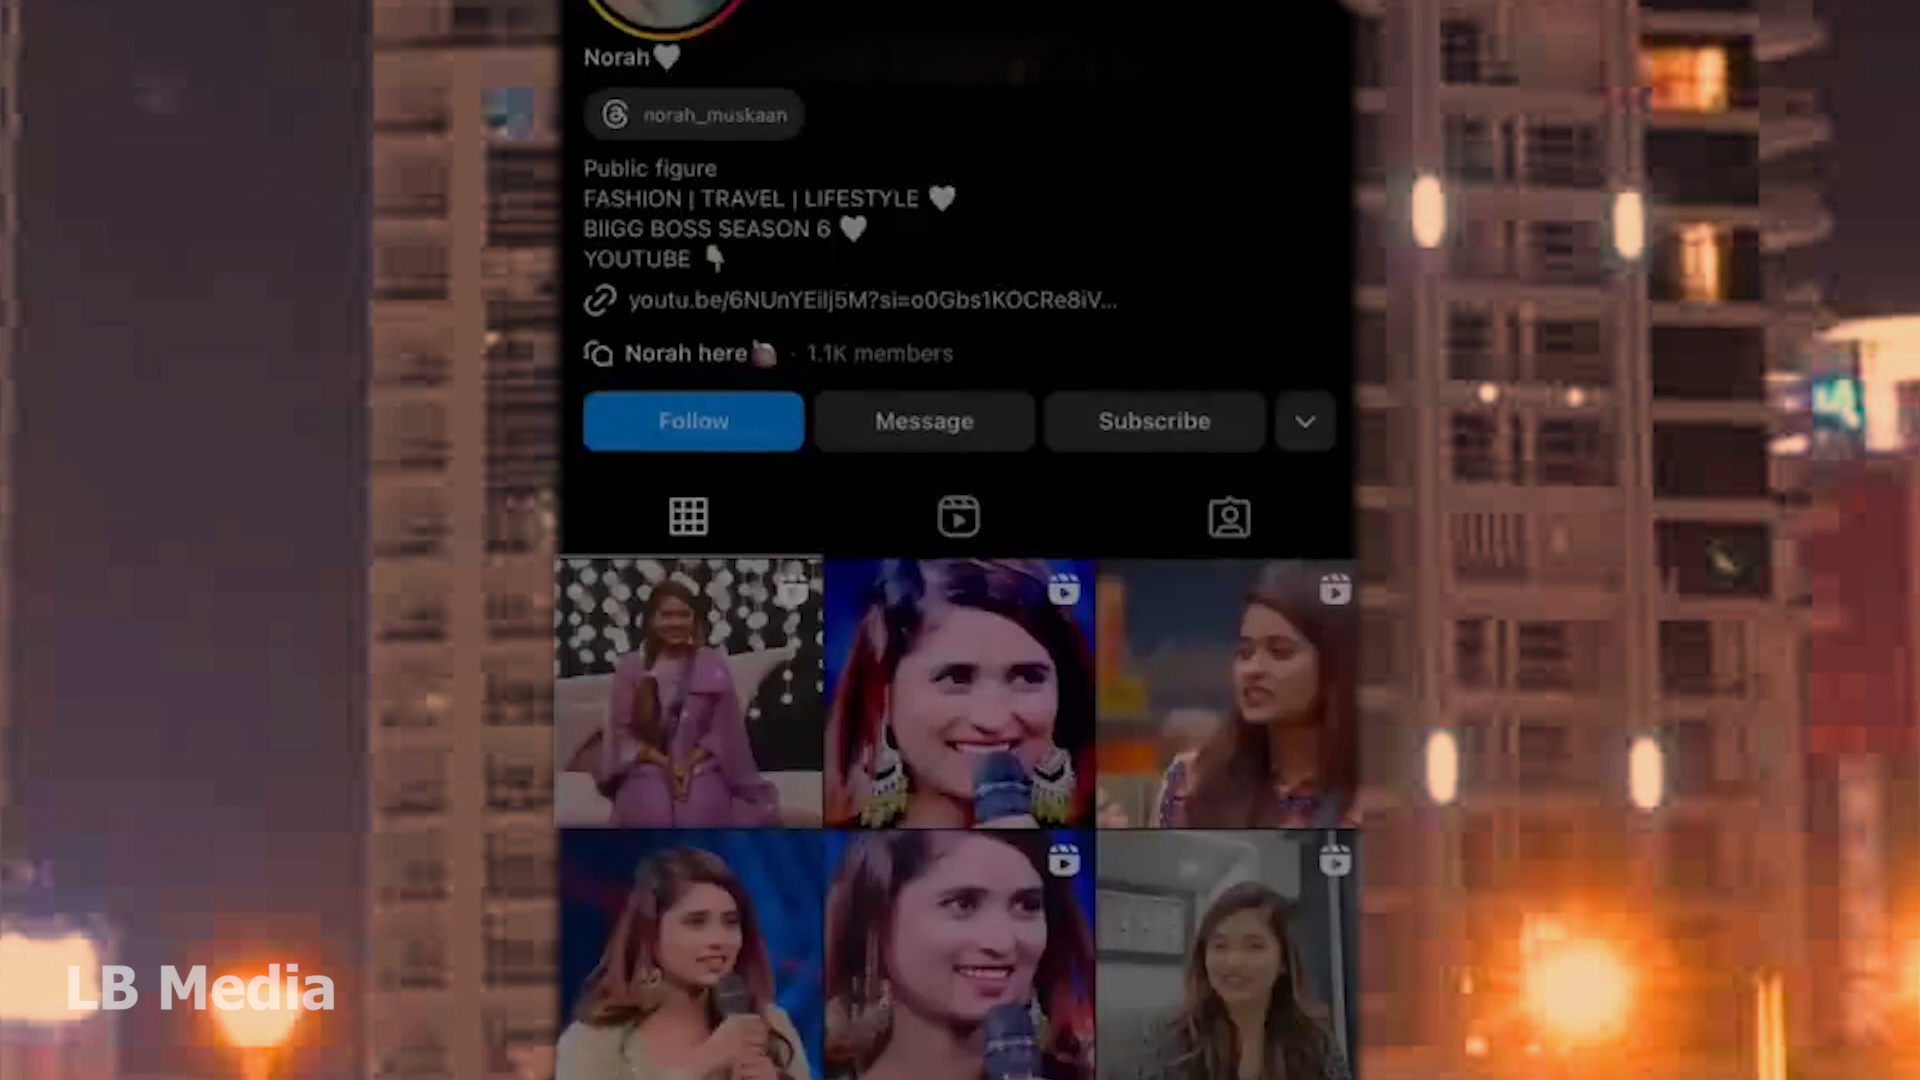 Norah🤍
norah_muskaan
Public figure
FASHION | TRAVEL | LIFESTYLE 🤍
BIIGG BOSS SEASON 6 🤍
YOUTUBE 👇
youtu.be/6NUnYEiIj5M?si=o0Gbs1KOCRe8iV...
Norah here🐚 · 1.1K members
Follow
Message
Subscribe
LB Media